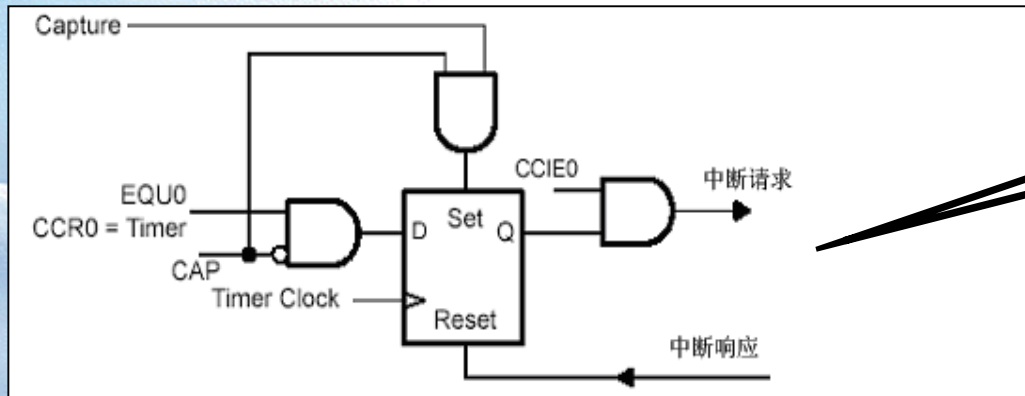 Capture
CCIE0
中断请求
EQU0
CCR0 = Timer
D
Set
Q
CAP
Timer Clock
Reset
中断响应